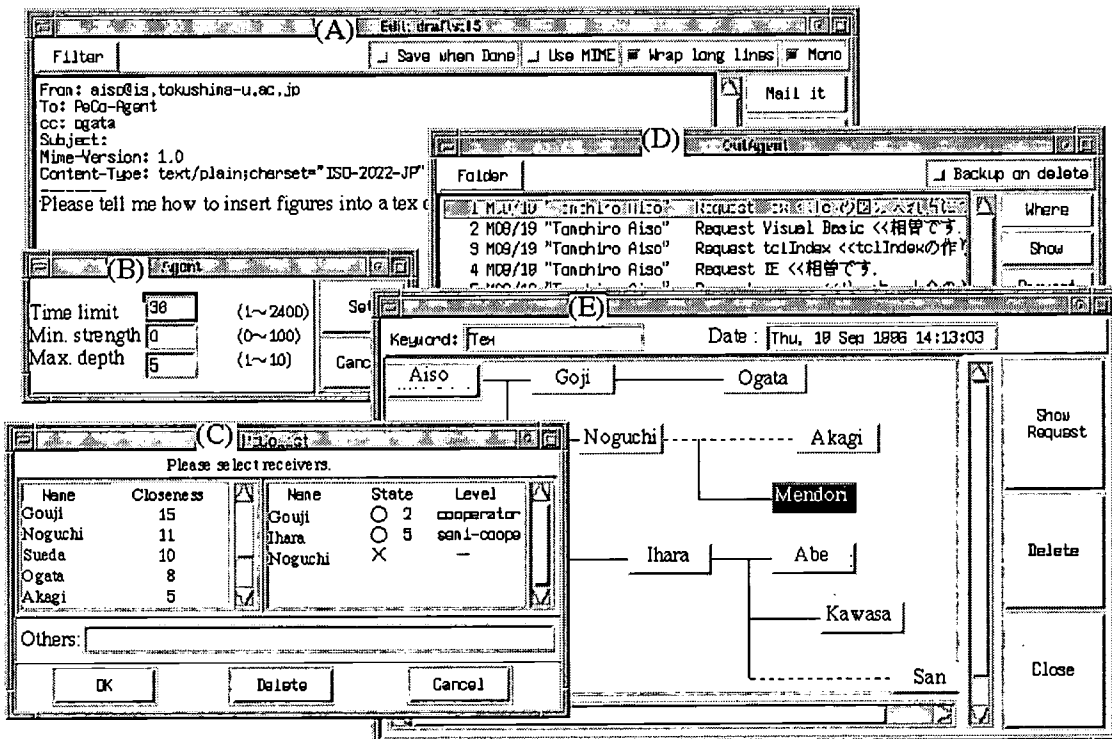 (A) Edit: drafts:15
Filter
Save when Done Use MIME Wrap long lines Mono
From: aiso@is.tokushima-u.ac.jp
To: PeCo-Agent
cc: ogata
Subject:
Mime-Version: 1.0
Content-Type: text/plain;charset="ISO-2022-JP"
Please tell me how to insert figures into a tex
Mail it
(D) OutAgent
Folder
Backup on delete
2 M09/19 "Tomohiro Aiso" Request Visual Basic <<相曽です.
3 M09/19 "Tomohiro Aiso" Request tclIndex <<tclIndexの作り
4 M09/18 "Tomohiro Aiso" Request IE <<相曽です.
Where
Show
(B) Agent
Time limit 30 (1~2400)
Min. strength 0 (0~100)
Max. depth 5 (1~10)
Set
Canc
(E)
Keyword: Tex
Date : Thu, 19 Sep 1996 14:13:03
Aiso Goji Ogata
Noguchi Akagi
Mendori
Ihara Abe
Kawasa
San
Show Request
Delete
Close
(C)
Please select receivers.
Name Closeness
Gouji 15
Noguchi 11
Sueda 10
Ogata 8
Akagi 5
Name State Level
Gouji ○ 2 cooperator
Ihara ○ 5 semi-coope
Noguchi × —
Others:
OK Delete Cancel